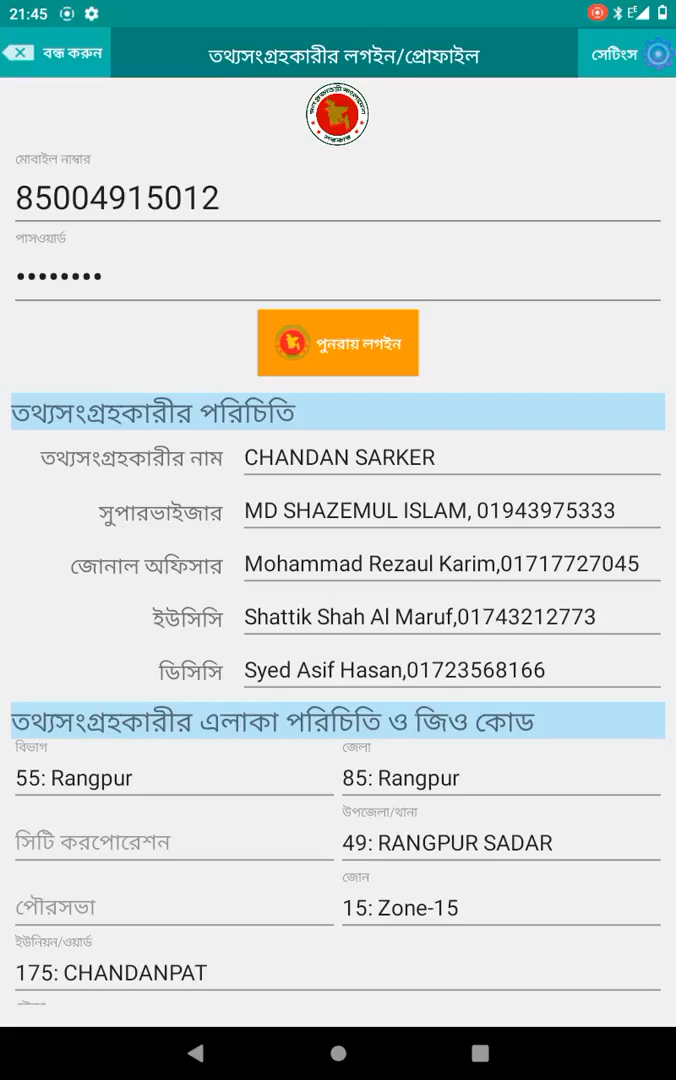 21:45
বন্ধ করুন
তথ্যসংগ্রহকারীর লগইন/প্রোফাইল
সেটিংস
মোবাইল নাম্বার
85004915012
পাসওয়ার্ড
••••••••
পুনরায় লগইন
তথ্যসংগ্রহকারীর পরিচিতি
তথ্যসংগ্রহকারীর নাম CHANDAN SARKER
সুপারভাইজার MD SHAZEMUL ISLAM, 01943975333
জোনাল অফিসার Mohammad Rezaul Karim,01717727045
ইউসিসি Shattik Shah Al Maruf,01743212773
ডিসিসি Syed Asif Hasan,01723568166
তথ্যসংগ্রহকারীর এলাকা পরিচিতি ও জিও কোড
বিভাগ জেলা
55: Rangpur 85: Rangpur
উপজেলা/থানা
সিটি করপোরেশন 49: RANGPUR SADAR
জোন
পৌরসভা 15: Zone-15
ইউনিয়ন/ওয়ার্ড
175: CHANDANPAT